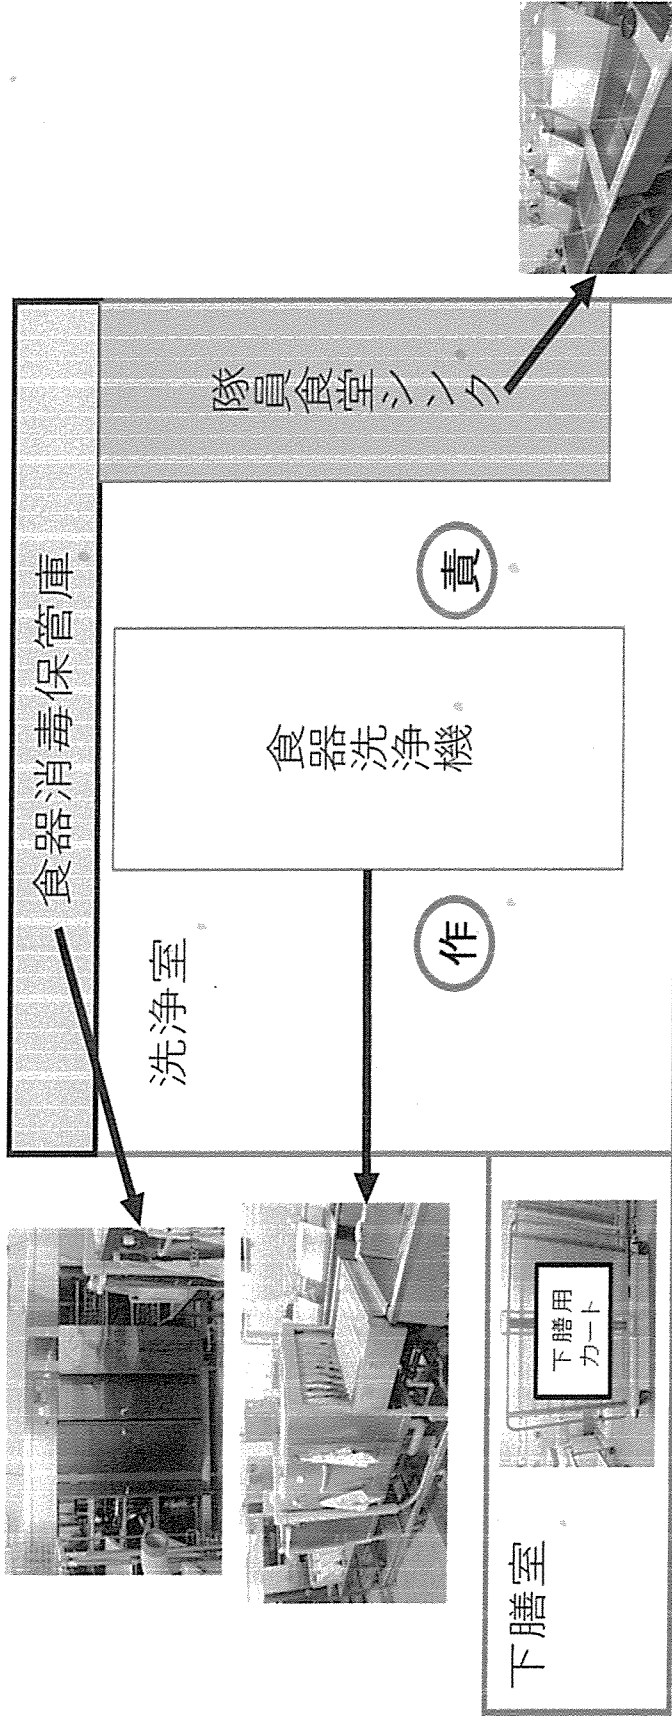 食器消毒保管庫
洗浄室
隊員食堂シンク
食器洗浄機
作
責
下膳室
下膳用
カート